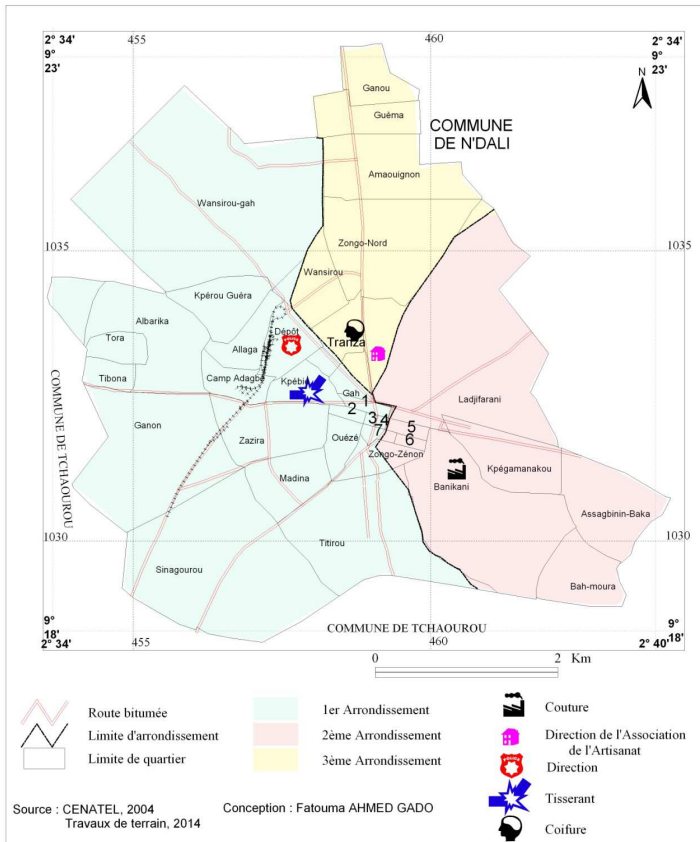 2° 34'
455
460
2° 34'
9°
23'
9°
23'
N
Ganou
Guêma
COMMUNE
DE N'DALI
Amaouignon
Wansirou-gah
1035
1035
Zongo-Nord
Wansirou
Kpérou Guéra
Albarika
Dépôt
Tora
Allaga
Tranza
Tibona
Camp Adagbé
Kpébié
Gah
1
2
3
4
5
6
7
Ladjifarani
COMMUNE DE TCHAOUROU
Ganon
Zazira
Ouézé
Zongo-Zénon
Kpégamanakou
Madina
Banikani
Assagbinin-Baka
1030
1030
Titirou
Sinagourou
Bah-moura
COMMUNE DE TCHAOUROU
9°
18'
2° 34'
455
460
9°
18'
2° 40'
0
2
Km
Route bitumée
Limite d'arrondissement
Limite de quartier
1er Arrondissement
2ème Arrondissement
3ème Arrondissement
Couture
Direction de l'Association
de l'Artisanat
Direction
Tisserant
Coifure
Source : CENATEL, 2004
Travaux de terrain, 2014
Conception : Fatouma AHMED GADO